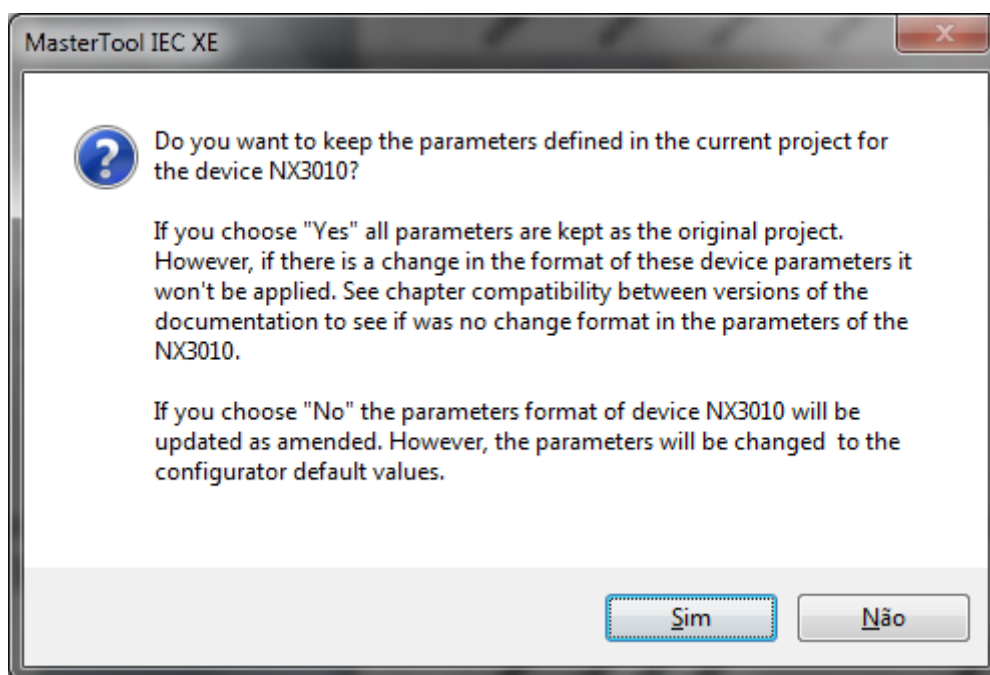 MasterTool IEC XE
Do you want to keep the parameters defined in the current project for
the device NX3010?
If you choose "Yes" all parameters are kept as the original project.
However, if there is a change in the format of these device parameters it
won't be applied. See chapter compatibility between versions of the
documentation to see if was no change format in the parameters of the
NX3010.
If you choose "No" the parameters format of device NX3010 will be
updated as amended. However, the parameters will be changed  to the
configurator default values.
Sim
Não